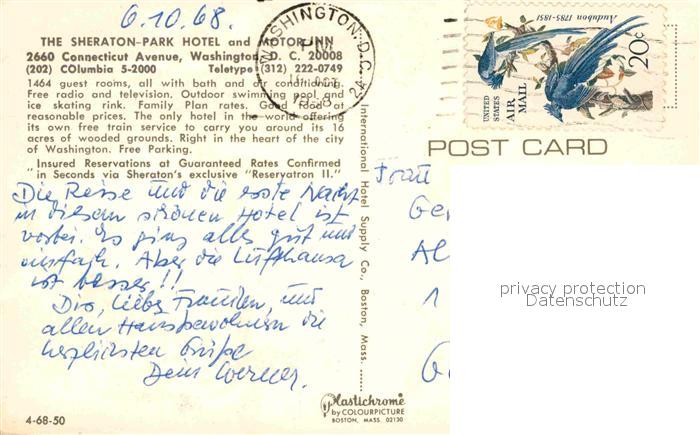 6.10.68.
THE SHERATON-PARK HOTEL and MOTOR INN
2660 Connecticut Avenue, Washington, D. C. 20008
(202) COlumbia 5-2000 Teletype (312) 222-0749
1464 guest rooms, all with bath and air conditioning.
Free radio and television. Outdoor swimming pool and
ice skating rink. Family Plan rates. Good food at
reasonable prices. The only hotel in the world offering
its own free train service to carry you around its 16
acres of wooded grounds. Right in the heart of the city
of Washington. Free Parking.
Insured Reservations at Guaranteed Rates Confirmed
in Seconds via Sheraton's exclusive "Reservatron II."
Die Reise und die erste Nacht
in diesem schönen Hotel ist
vorbei. Es ging alles gut und
einfach. Aber die Lufthansa
ist besser!!!
Dir, liebes Frauchen, und
allen Hausbewohnern die
herzlichsten Grüße
Dein Werner.
4-68-50
Plastichrome
by COLOURPICTURE
BOSTON, MASS. 02130
International Hotel Supply Co., Boston, Mass.
WASHINGTON, D.C.
PM
1968
Audubon 1785-1851
20c
UNITED STATES
AIR MAIL
POST CARD
Frau
Ge
Al
1
G
privacy protection
Datenschutz